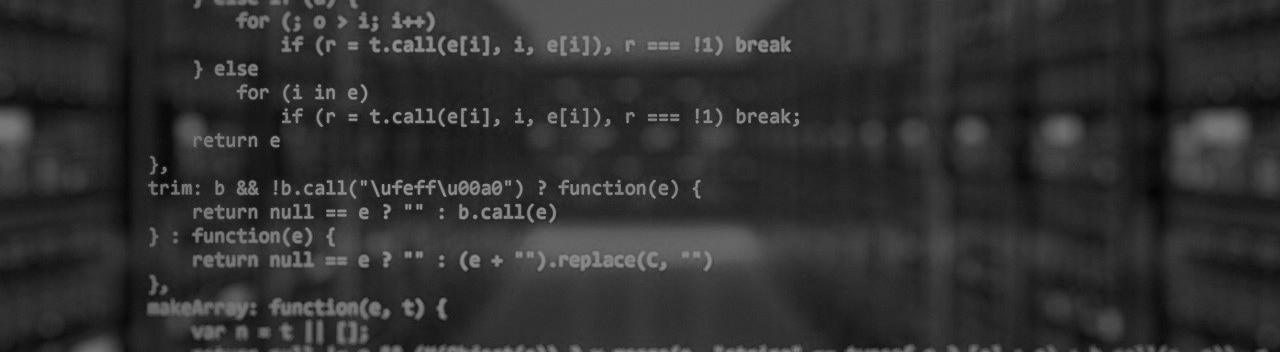 } else if (a) {
for (; o > i; i++)
if (r = t.call(e[i], i, e[i]), r === !1) break
} else
for (i in e)
if (r = t.call(e[i], i, e[i]), r === !1) break;
return e
},
trim: b && !b.call("\ufeff\u00a0") ? function(e) {
return null == e ? "" : b.call(e)
} : function(e) {
return null == e ? "" : (e + "").replace(C, "")
},
makeArray: function(e, t) {
var n = t || [];